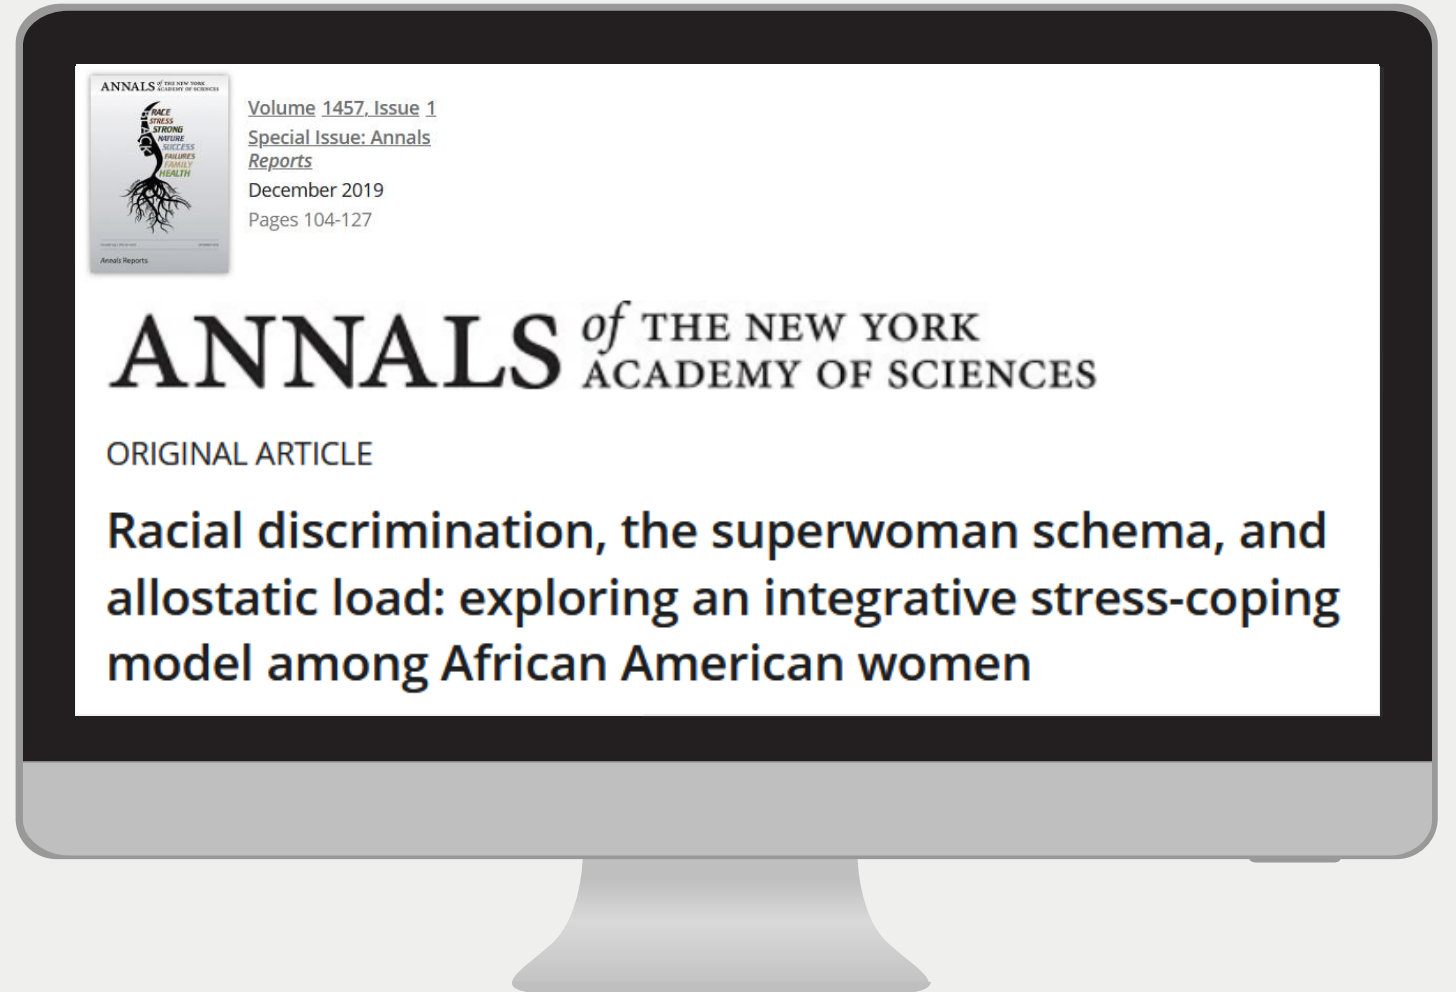 ANNALS of THE NEW YORK
ACADEMY OF SCIENCES
BLACK
RACE
STRESS
STRONG
NATURE
SUCCESS
FAILURES
FAMILY
HEALTH
Annals Reports
Volume 1457, Issue 1
Special Issue: Annals
Reports
December 2019
Pages 104-127
ANNALS of THE NEW YORK
ACADEMY OF SCIENCES
ORIGINAL ARTICLE
Racial discrimination, the superwoman schema, and
allostatic load: exploring an integrative stress-coping
model among African American women